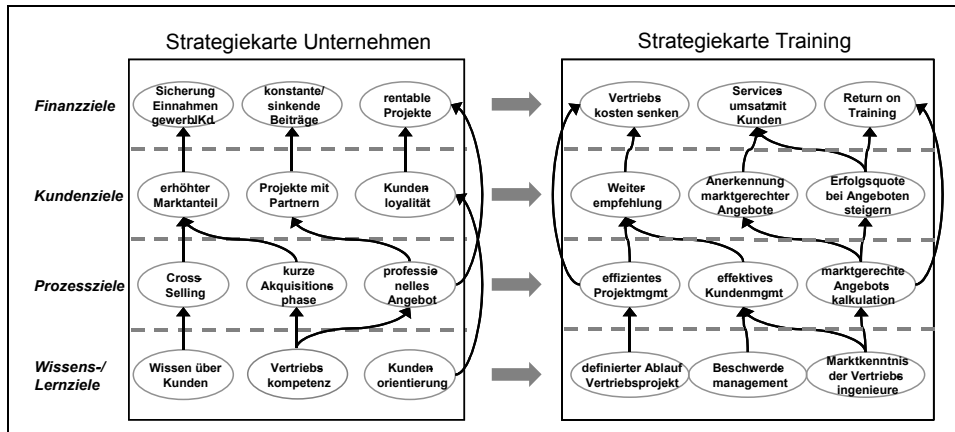 Strategiekarte Unternehmen
Strategiekarte Training
Finanzziele
Sicherung
Einnahmen
gewerb/Kd.
konstante/
sinkende
Beiträge
rentable
Projekte
Vertriebs
kosten senken
Services
umsatzmit
Kunden
Return on
Training
Kundenziele
erhöhter
Marktanteil
Projekte mit
Partnern
Kunden
loyalität
Weiter-
empfehlung
Anerkennung
marktgerechter
Angebote
Erfolgsquote
bei Angeboten
steigern
Prozessziele
Cross-
Selling
kurze
Akquisitions
phase
professio-
nelles
Angebot
effizientes
Projektmgmt
effektives
Kundenmgmt
marktgerechte
Angebots
kalkulation
Wissens-/
Lernziele
Wissen über
Kunden
Vertriebs
kompetenz
Kunden
orientierung
definierter Ablauf
Vertriebsprojekt
Beschwerde
management
Marktkenntnis
der Vertriebs
ingenieure